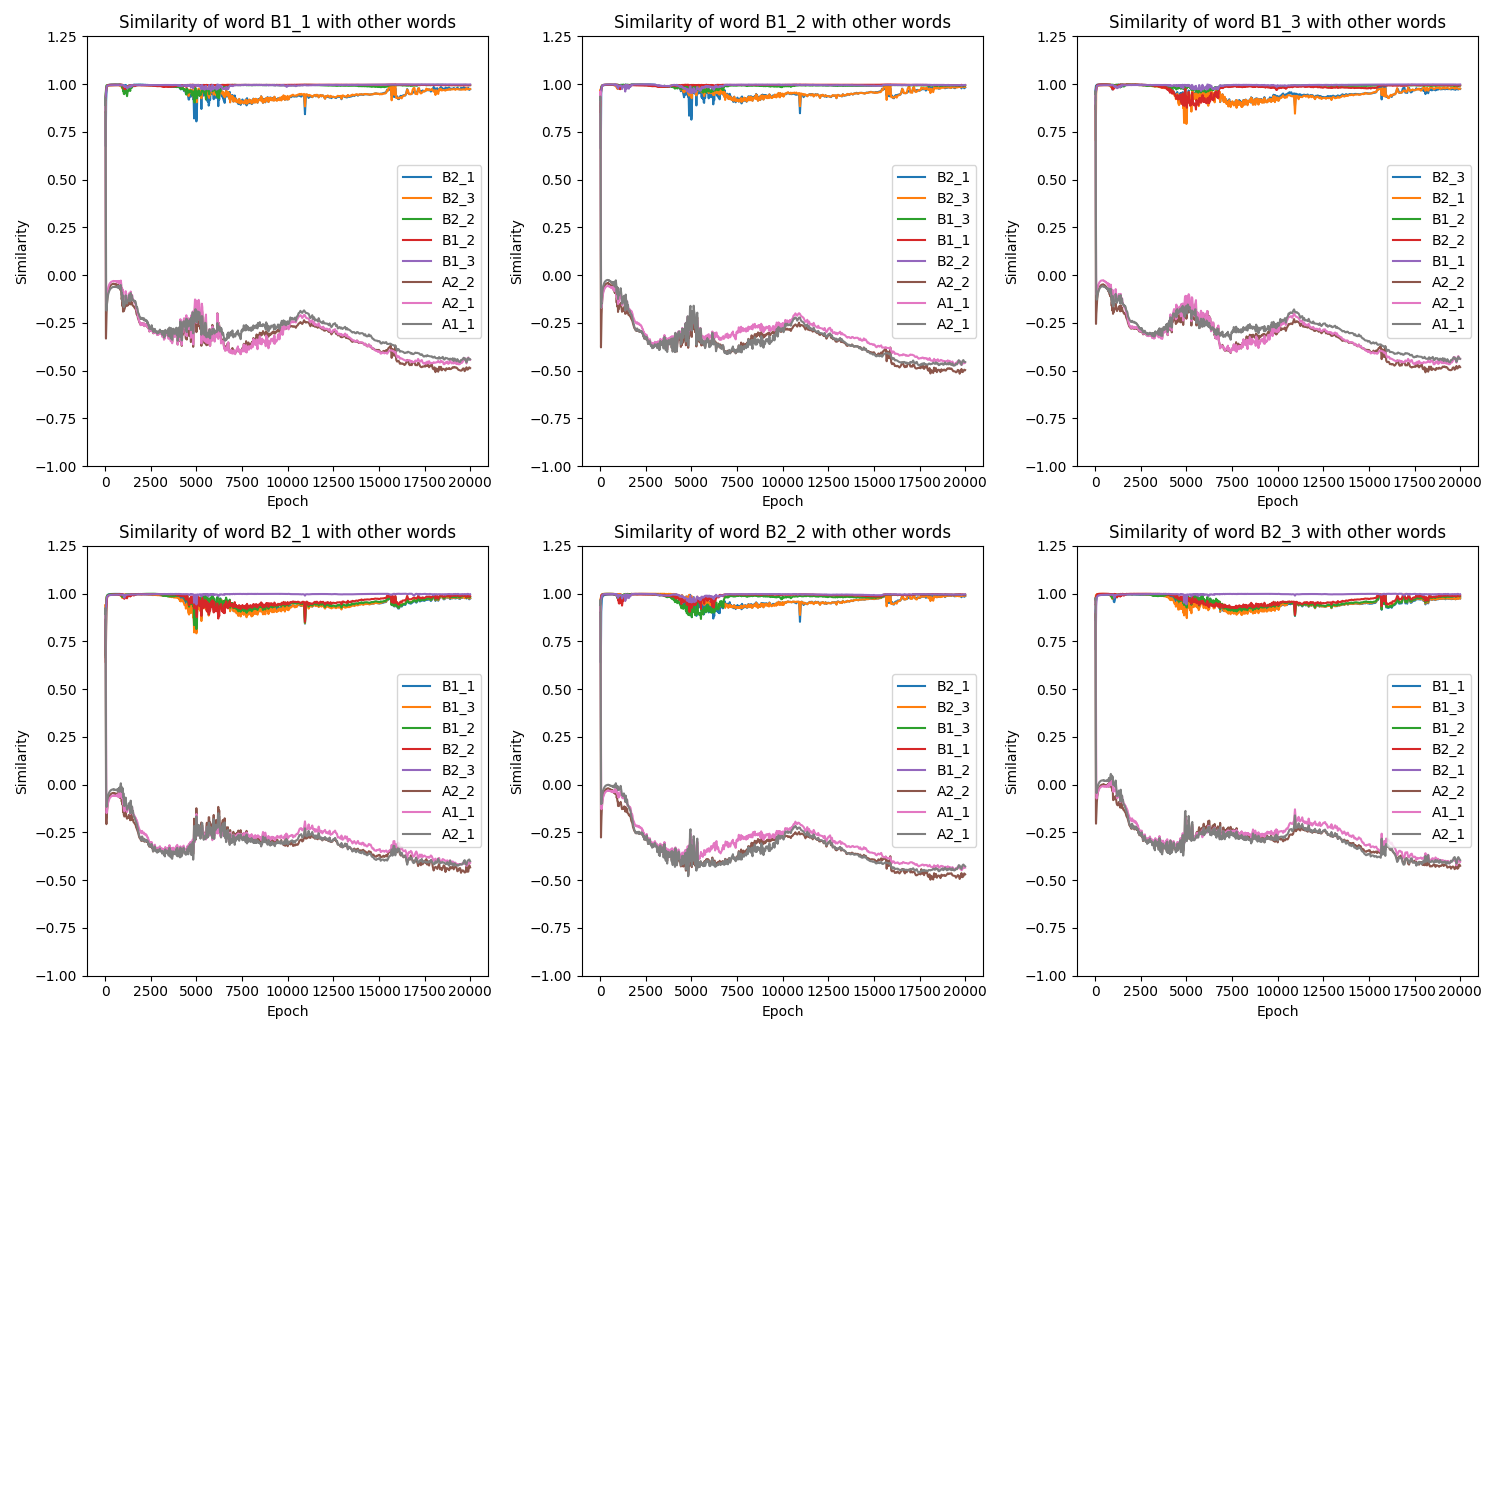 Similarity of word B1_1 with other words
1.25
1.00
0.75
0.50
0.25
0.00
−0.25
−0.50
−0.75
−1.00
Similarity
0 2500 5000 7500 10000 12500 15000 17500 20000
Epoch
B2_1
B2_3
B2_2
B1_2
B1_3
A2_2
A2_1
A1_1
Similarity of word B1_2 with other words
1.25
1.00
0.75
0.50
0.25
0.00
−0.25
−0.50
−0.75
−1.00
Similarity
0 2500 5000 7500 10000 12500 15000 17500 20000
Epoch
B2_1
B2_3
B1_3
B1_1
B2_2
A2_2
A1_1
A2_1
Similarity of word B1_3 with other words
1.25
1.00
0.75
0.50
0.25
0.00
−0.25
−0.50
−0.75
−1.00
Similarity
0 2500 5000 7500 10000 12500 15000 17500 20000
Epoch
B2_3
B2_1
B1_2
B2_2
B1_1
A2_2
A2_1
A1_1
Similarity of word B2_1 with other words
1.25
1.00
0.75
0.50
0.25
0.00
−0.25
−0.50
−0.75
−1.00
Similarity
0 2500 5000 7500 10000 12500 15000 17500 20000
Epoch
B1_1
B1_3
B1_2
B2_2
B2_3
A2_2
A1_1
A2_1
Similarity of word B2_2 with other words
1.25
1.00
0.75
0.50
0.25
0.00
−0.25
−0.50
−0.75
−1.00
Similarity
0 2500 5000 7500 10000 12500 15000 17500 20000
Epoch
B2_1
B2_3
B1_3
B1_1
B1_2
A2_2
A1_1
A2_1
Similarity of word B2_3 with other words
1.25
1.00
0.75
0.50
0.25
0.00
−0.25
−0.50
−0.75
−1.00
Similarity
0 2500 5000 7500 10000 12500 15000 17500 20000
Epoch
B1_1
B1_3
B1_2
B2_2
B2_1
A2_2
A1_1
A2_1